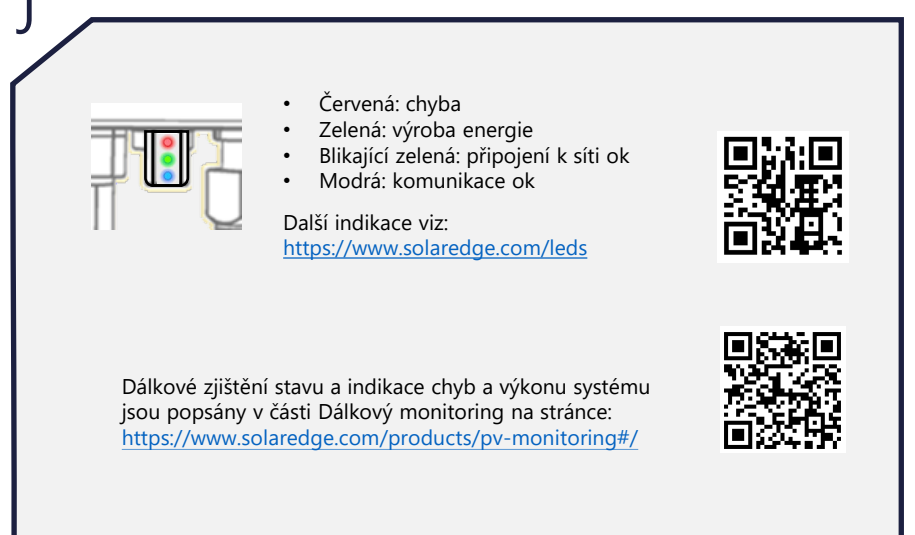 • Červená: chyba
• Zelená: výroba energie
• Blikající zelená: připojení k síti ok
• Modrá: komunikace ok
Další indikace viz:
https://www.solaredge.com/leds
Dálkové zjištění stavu a indikace chyb a výkonu systému
jsou popsány v části Dálkový monitoring na stránce:
https://www.solaredge.com/products/pv-monitoring#/